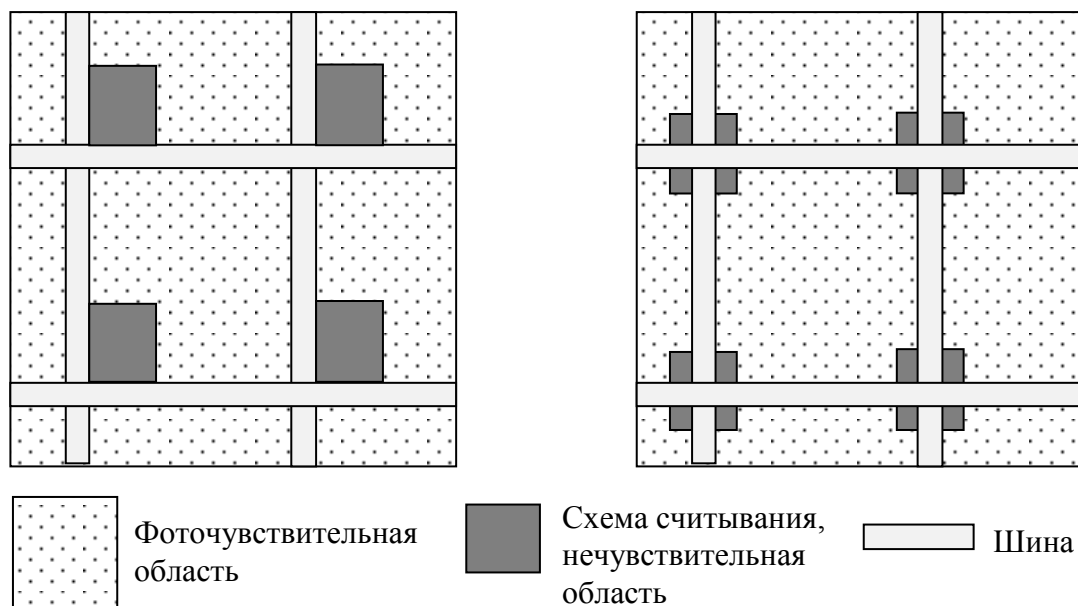 Фоточувствительная
область
Схема считывания,
нечувствительная
область
Шина